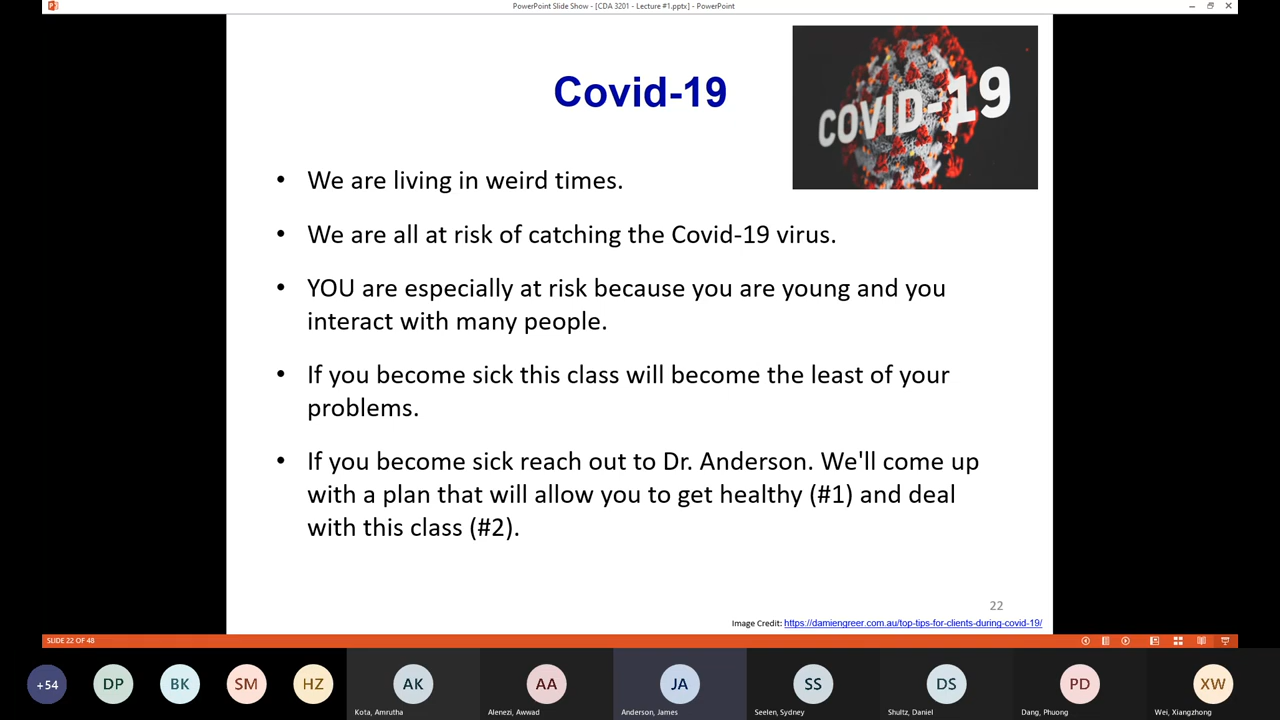 PowerPoint Slide Show - [CDA 3201 - Lecture #1.pptx] - PowerPoint
Covid-19
COVID-19
• We are living in weird times.
• We are all at risk of catching the Covid-19 virus.
• YOU are especially at risk because you are young and you
interact with many people.
• If you become sick this class will become the least of your
problems.
• If you become sick reach out to Dr. Anderson. We'll come up
with a plan that will allow you to get healthy (#1) and deal
with this class (#2).
22
Image Credit: https://damiengreer.com.au/top-tips-for-clients-during-covid-19/
SLIDE 22 OF 48
+54 DP BK SM HZ AK AA JA SS DS PD XW
Kota, Amrutha Alenezi, Awwad Anderson, James Seelen, Sydney Shultz, Daniel Dang, Phuong Wei, Xiangzhong